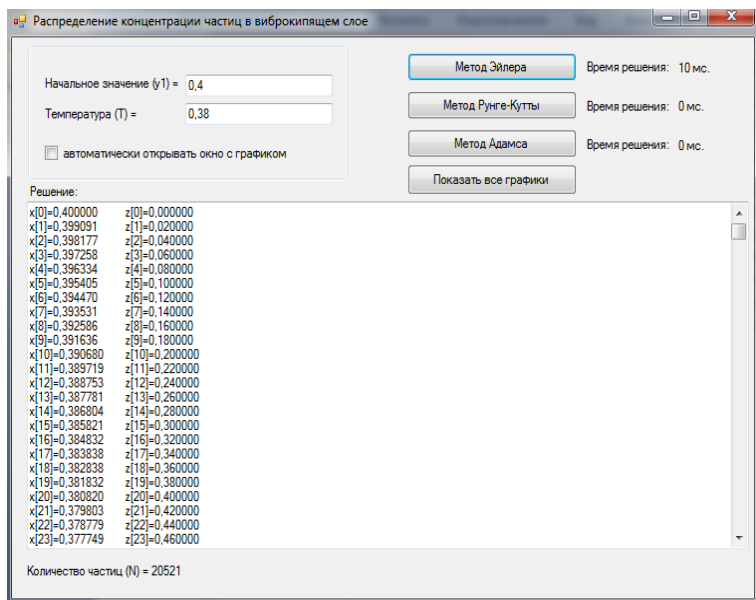 Распределение концентрации частиц в виброкипящем слое
Начальное значение (y1) = 0,4
Температура (T) = 0,38
автоматически открывать окно с графиком
Метод Эйлера Время решения: 10 мс.
Метод Рунге-Кутты Время решения: 0 мс.
Метод Адамса Время решения: 0 мс.
Показать все графики
Решение:
x[0]=0,400000 z[0]=0,000000
x[1]=0,399091 z[1]=0,020000
x[2]=0,398177 z[2]=0,040000
x[3]=0,397258 z[3]=0,060000
x[4]=0,396334 z[4]=0,080000
x[5]=0,395405 z[5]=0,100000
x[6]=0,394470 z[6]=0,120000
x[7]=0,393531 z[7]=0,140000
x[8]=0,392586 z[8]=0,160000
x[9]=0,391636 z[9]=0,180000
x[10]=0,390680 z[10]=0,200000
x[11]=0,389719 z[11]=0,220000
x[12]=0,388753 z[12]=0,240000
x[13]=0,387781 z[13]=0,260000
x[14]=0,386804 z[14]=0,280000
x[15]=0,385821 z[15]=0,300000
x[16]=0,384832 z[16]=0,320000
x[17]=0,383838 z[17]=0,340000
x[18]=0,382838 z[18]=0,360000
x[19]=0,381832 z[19]=0,380000
x[20]=0,380820 z[20]=0,400000
x[21]=0,379803 z[21]=0,420000
x[22]=0,378779 z[22]=0,440000
x[23]=0,377749 z[23]=0,460000
Количество частиц (N) = 20521